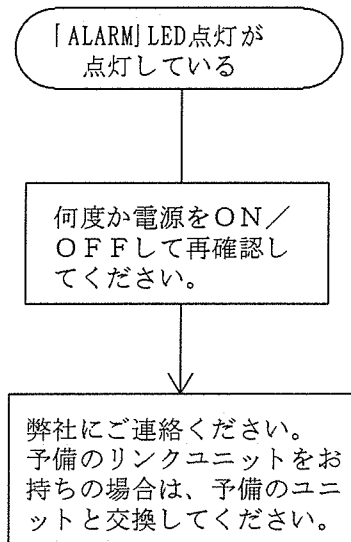 「ALARM」LED点灯が
点灯している
何度か電源をON／
OFFして再確認し
てください。
弊社にご連絡ください。
予備のリンクユニットをお
持ちの場合は、予備のユニ
ットと交換してください。